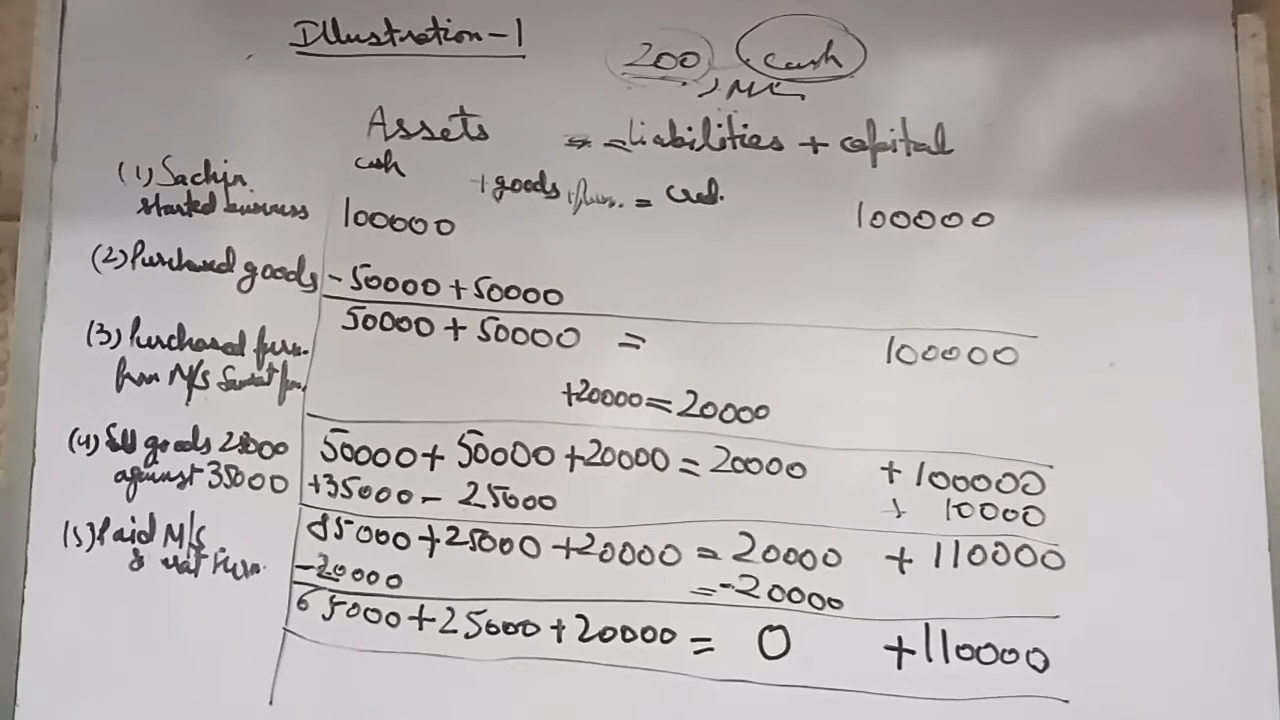 Illustration-1
200 cash
Assets = Liabilities + capital
cash + goods + furn. = cred.
(1) Sachin
started business 100000 100000
(2) Purchased goods -50000 + 50000
50000 + 50000 = 100000
(3) Purchased furn.
from M/S furn. +20000 = 20000
(4) goods 25000 50000 + 50000 + 20000 = 20000 + 100000
against 35000 +35000 - 25000 + 10000
(5) Paid M/S 85000 + 25000 + 20000 = 20000 + 110000
Furn. -20000 = -20000
65000 + 25000 + 20000 = 0 + 110000